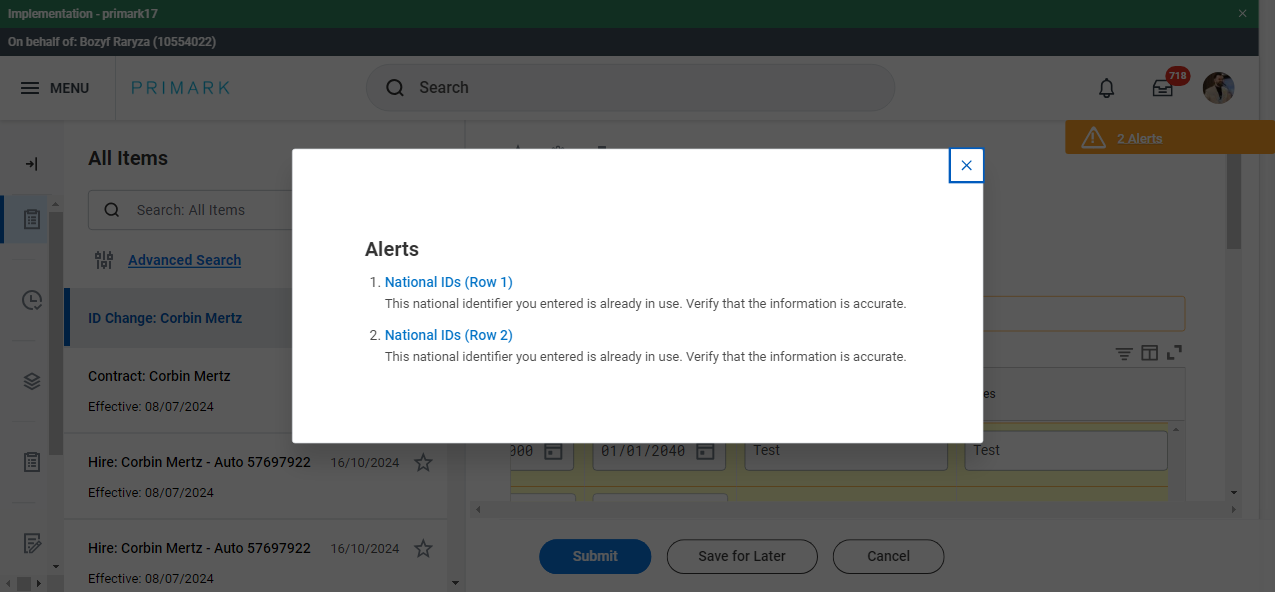 Implementation - primark17
On behalf of: Bozyf Raryza (10554022)
MENU
PRIMARK
Search
718
2 Alerts
All Items
Search: All Items
Advanced Search
ID Change: Corbin Mertz
Contract: Corbin Mertz
Effective: 08/07/2024
Hire: Corbin Mertz - Auto 57697922 16/10/2024
Effective: 08/07/2024
Hire: Corbin Mertz - Auto 57697922 16/10/2024
Effective: 08/07/2024
Alerts
1. National IDs (Row 1)
This national identifier you entered is already in use. Verify that the information is accurate.
2. National IDs (Row 2)
This national identifier you entered is already in use. Verify that the information is accurate.
es
000 01/01/2040 Test Test
Submit Save for Later Cancel